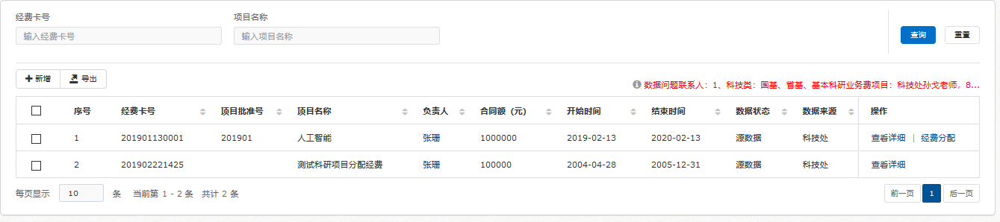 经费卡号 项目名称
输入经费卡号 输入项目名称 查询 重置
新增 导出
数据问题联系人：1、科技类：国基、省基、基本科研业务费项目：科技处孙戈老师，8...
序号 经费卡号 项目批准号 项目名称 负责人 合同额（元） 开始时间 结束时间 数据状态 数据来源 操作
1 201901130001 201901 人工智能 张珊 1000000 2019-02-13 2020-02-13 源数据 科技处 查看详细 | 经费分配
2 201902221425 测试科研项目分配经费 张珊 100000 2004-04-28 2005-12-31 源数据 科技处 查看详细
每页显示 10 条 当前第 1 - 2 条 共计 2 条 前一页 1 后一页